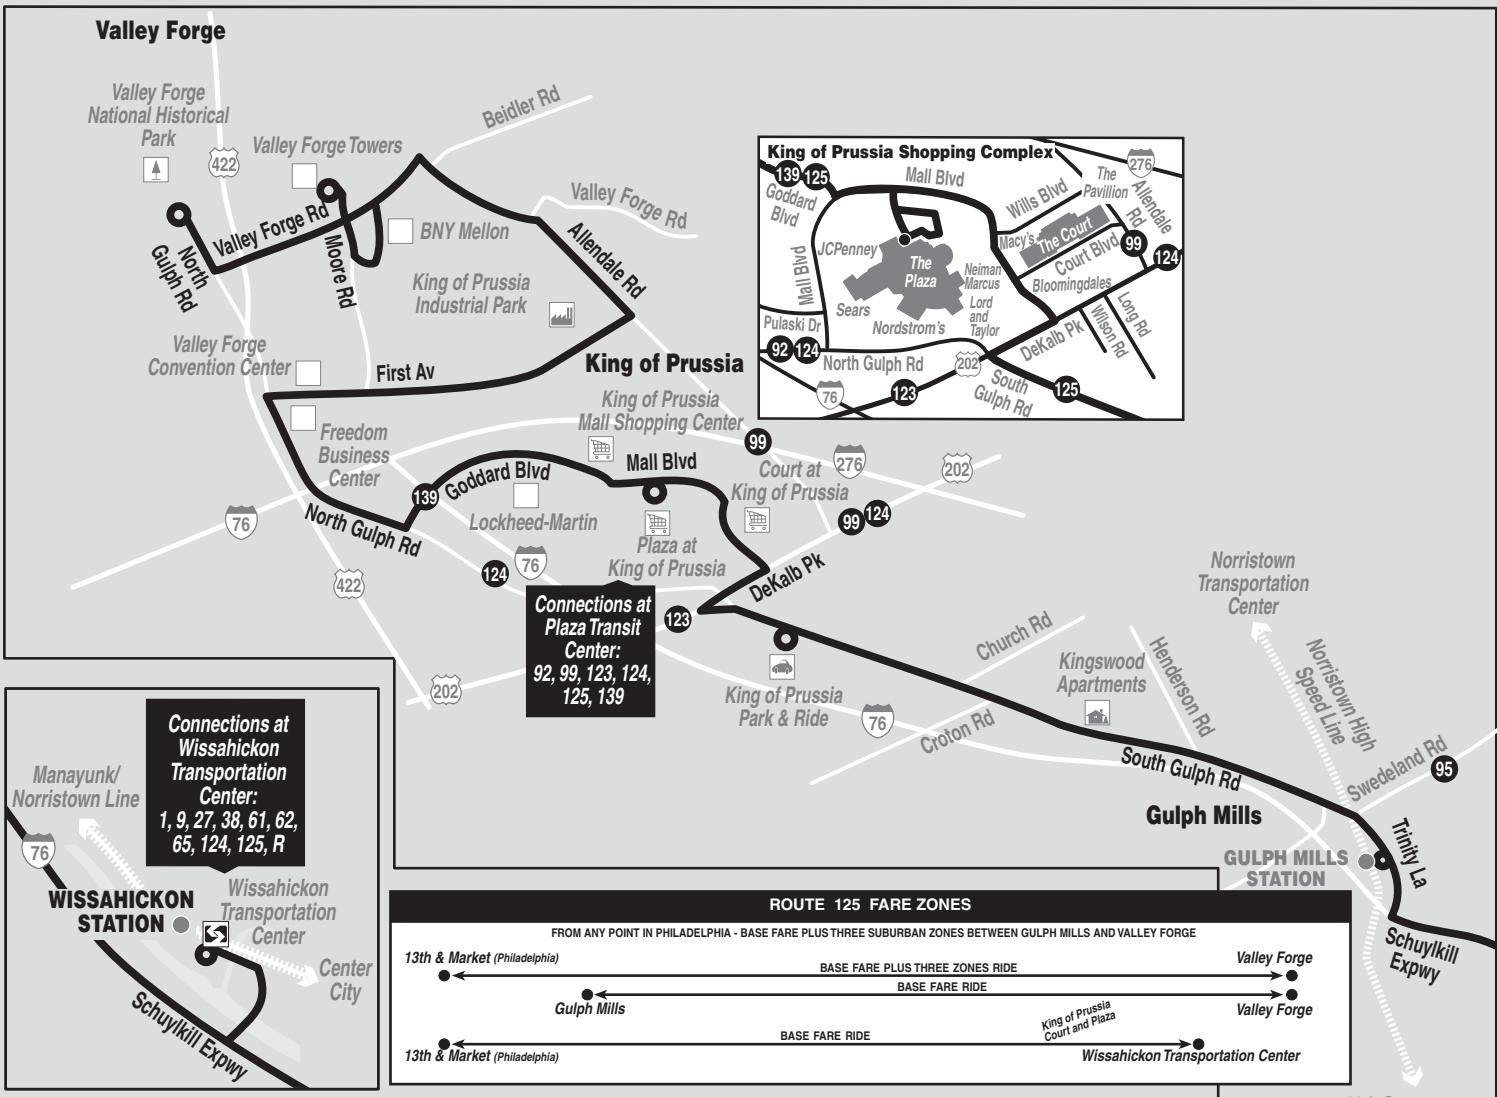 Valley Forge
Valley Forge
National Historical
Park
422
Valley Forge Towers
Beidler Rd
Valley Forge Rd
North
Gulph Rd
Valley Forge Rd
Moore Rd
BNY Mellon
Allendale Rd
King of Prussia
Industrial Park
Valley Forge
Convention Center
First Av
King of Prussia
King of Prussia
Mall Shopping Center
99
Freedom
Business
Center
139
Goddard Blvd
Mall Blvd
276
202
Court at
King of Prussia
76
North Gulph Rd
Lockheed-Martin
99
124
Plaza at
King of Prussia
124
76
422
DeKalb Pk
Connections at
Plaza Transit
Center:
92, 99, 123, 124,
125, 139
123
202
King of Prussia
Park & Ride
76
Church Rd
Croton Rd
Kingswood
Apartments
Henderson Rd
Norristown
Transportation
Center
Norristown High
Speed Line
South Gulph Rd
Swedeland Rd
95
Gulph Mills
GULPH MILLS
STATION
Trinity La
Schuylkill
Expwy
King of Prussia Shopping Complex
276
139
125
Goddard
Blvd
Mall Blvd
The
Pavillion
Allendale
Rd
Wills Blvd
JCPenney
Macy's
The Court
99
124
Mall Blvd
The
Plaza
Neiman
Marcus
Court Blvd
Bloomingdales
Sears
Lord
and
Taylor
Nordstrom's
Pulaski Dr
92
124
North Gulph Rd
202
DeKalb Pk
Wilson Rd
Long Rd
76
123
South
Gulph Rd
125
Connections at
Wissahickon
Transportation
Center:
1, 9, 27, 38, 61, 62,
65, 124, 125, R
Manayunk/
Norristown Line
76
WISSAHICKON
STATION
Wissahickon
Transportation
Center
Center
City
Schuylkill Expwy
ROUTE 125 FARE ZONES
FROM ANY POINT IN PHILADELPHIA - BASE FARE PLUS THREE SUBURBAN ZONES BETWEEN GULPH MILLS AND VALLEY FORGE
13th & Market (Philadelphia)
Valley Forge
BASE FARE PLUS THREE ZONES RIDE
BASE FARE RIDE
Gulph Mills
Valley Forge
King of Prussia
Court and Plaza
BASE FARE RIDE
13th & Market (Philadelphia)
Wissahickon Transportation Center